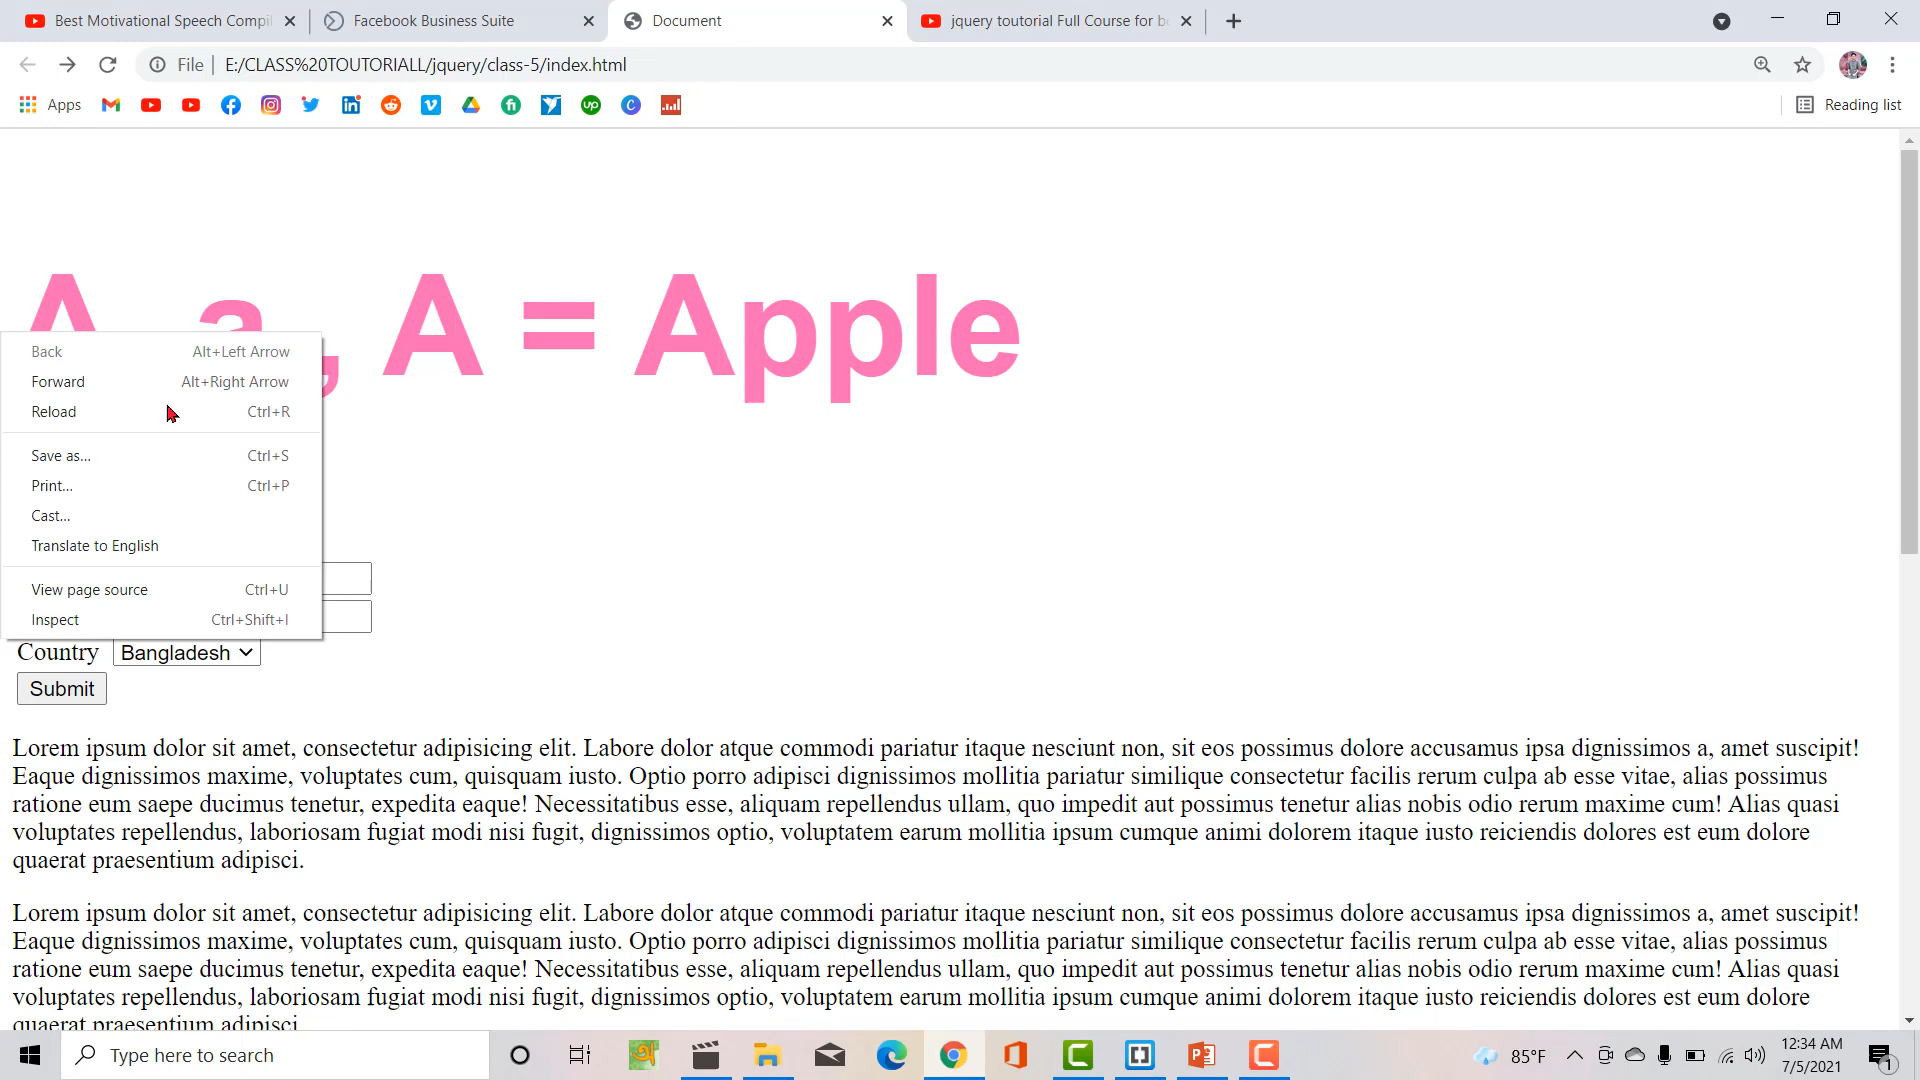 Best Motivational Speech Compil
Facebook Business Suite
Document
jquery toutorial Full Course for be
File
E:/CLASS%20TOUTORIALL/jquery/class-5/index.html
Apps
Reading list
A, a, A = Apple
Back Alt+Left Arrow
Forward Alt+Right Arrow
Reload Ctrl+R
Save as... Ctrl+S
Print... Ctrl+P
Cast...
Translate to English
View page source Ctrl+U
Inspect Ctrl+Shift+I
Country Bangladesh
Submit
Lorem ipsum dolor sit amet, consectetur adipisicing elit. Labore dolor atque commodi pariatur itaque nesciunt non, sit eos possimus dolore accusamus ipsa dignissimos a, amet suscipit!
Eaque dignissimos maxime, voluptates cum, quisquam iusto. Optio porro adipisci dignissimos mollitia pariatur similique consectetur facilis rerum culpa ab esse vitae, alias possimus
ratione eum saepe ducimus tenetur, expedita eaque! Necessitatibus esse, aliquam repellendus ullam, quo impedit aut possimus tenetur alias nobis odio rerum maxime cum! Alias quasi
voluptates repellendus, laboriosam fugiat modi nisi fugit, dignissimos optio, voluptatem earum mollitia ipsum cumque animi dolorem itaque iusto reiciendis dolores est eum dolore
quaerat praesentium adipisci.
Lorem ipsum dolor sit amet, consectetur adipisicing elit. Labore dolor atque commodi pariatur itaque nesciunt non, sit eos possimus dolore accusamus ipsa dignissimos a, amet suscipit!
Eaque dignissimos maxime, voluptates cum, quisquam iusto. Optio porro adipisci dignissimos mollitia pariatur similique consectetur facilis rerum culpa ab esse vitae, alias possimus
ratione eum saepe ducimus tenetur, expedita eaque! Necessitatibus esse, aliquam repellendus ullam, quo impedit aut possimus tenetur alias nobis odio rerum maxime cum! Alias quasi
voluptates repellendus, laboriosam fugiat modi nisi fugit, dignissimos optio, voluptatem earum mollitia ipsum cumque animi dolorem itaque iusto reiciendis dolores est eum dolore
quaerat praesentium adipisci.
Type here to search
85°F
12:34 AM
7/5/2021
1